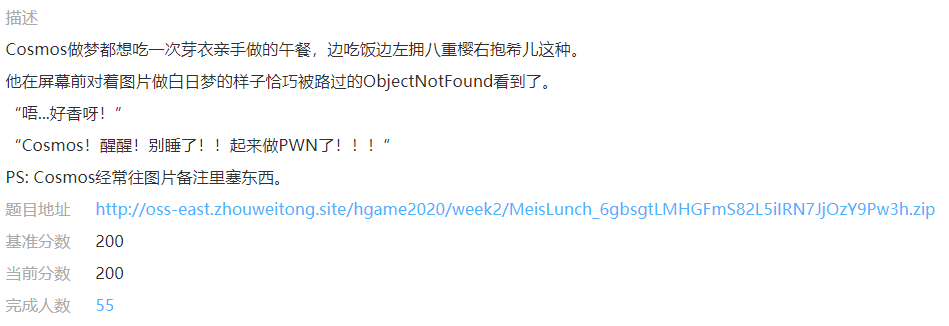 描述
Cosmos做梦都想吃一次芽衣亲手做的午餐，边吃饭边左拥八重樱右抱希儿这种。
他在屏幕前对着图片做白日梦的样子恰巧被路过的ObjectNotFound看到了。
“唔...好香呀！”
“Cosmos！醒醒！别睡了！！起来做PWN了！！！”
PS: Cosmos经常往图片备注里塞东西。
题目地址 http://oss-east.zhouweitong.site/hgame2020/week2/MeisLunch_6gbsgtLMHGFmS82L5iIRN7JjOzY9Pw3h.zip
基准分数 200
当前分数 200
完成人数 55